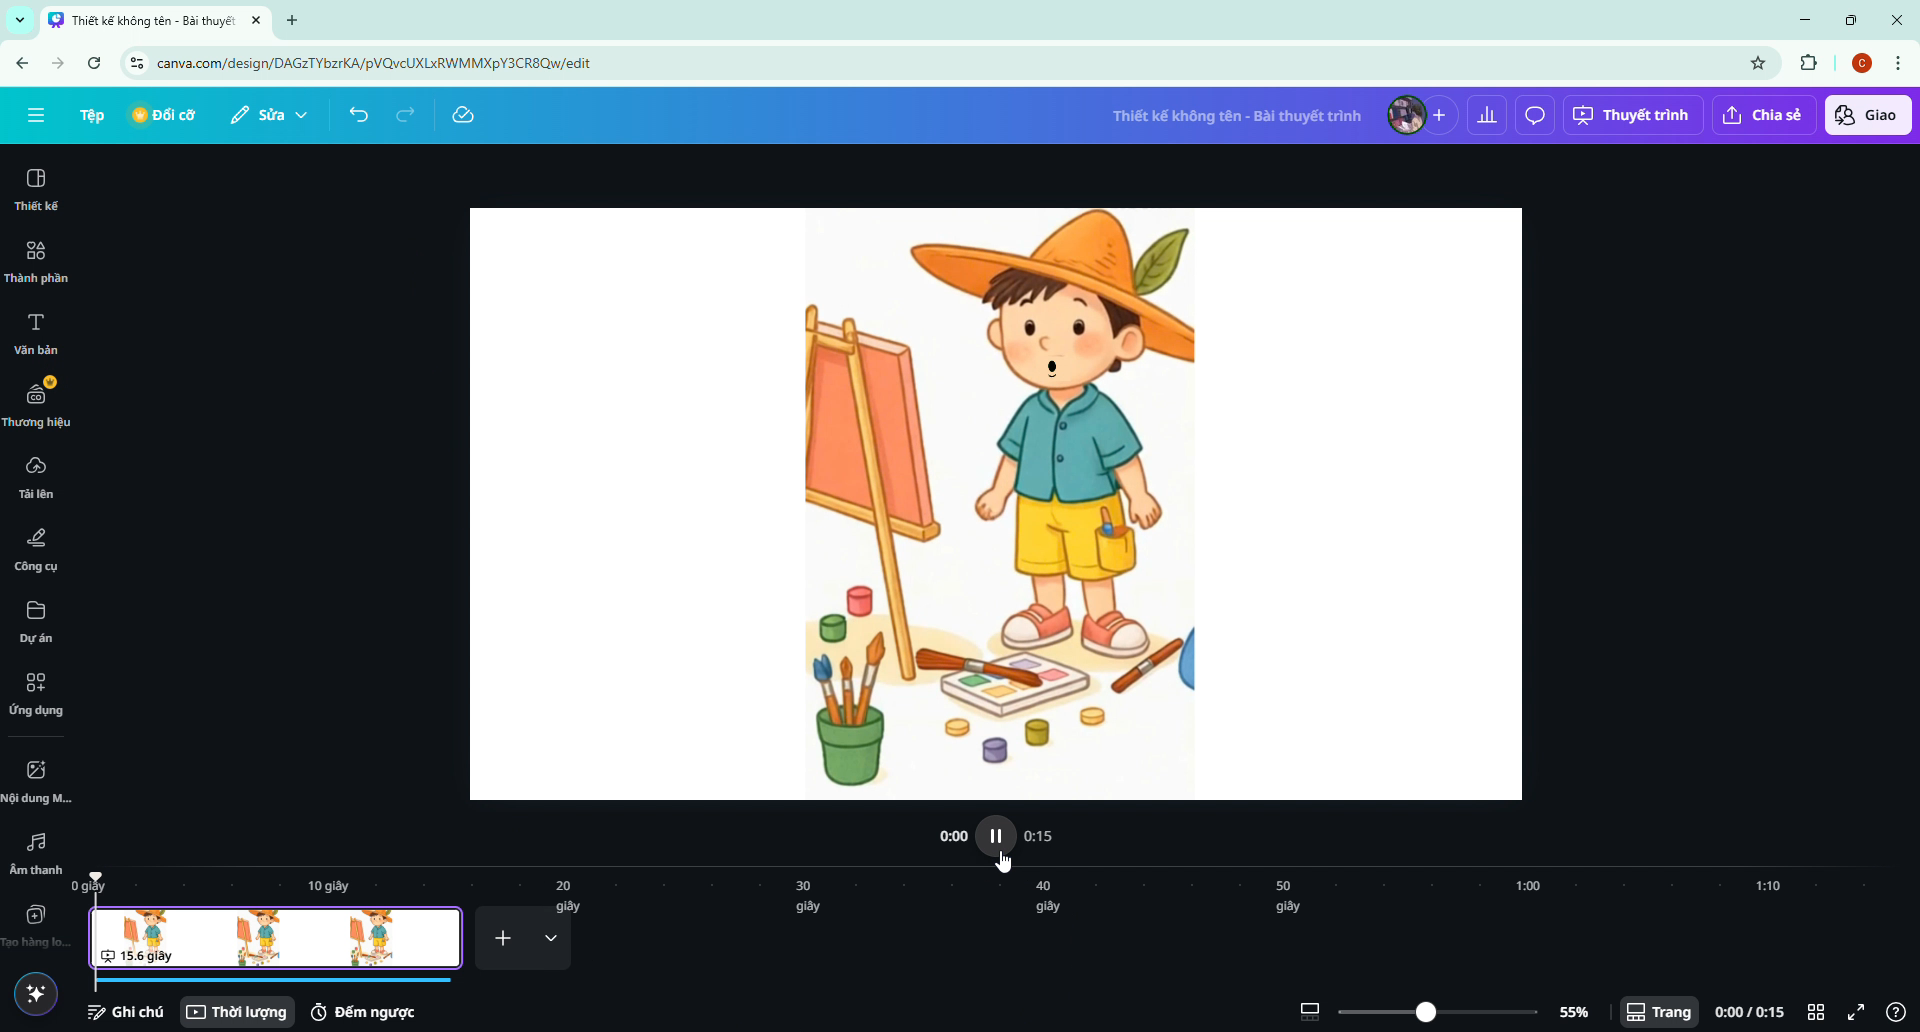 Thiết kế không tên - Bài thuyết
canva.com/design/DAGzTYbzrKA/pVQvcUXLxRWMMXpY3CR8Qw/edit
C
Tệp
Đổi cỡ
Sửa
Thiết kế không tên - Bài thuyết trình
Thuyết trình
Chia sẻ
Giao
Thiết kế
Thành phần
Văn bản
CO
Thương hiệu
Tải lên
Công cụ
Dự án
Ứng dụng
Nội dung M...
Âm thanh
Tạo hàng lo...
0:00
0:15
0 giây
10 giây
20 giây
30 giây
40 giây
50 giây
1:00
1:10
15.6 giây
Ghi chú
Thời lượng
Đếm ngược
55%
Trang
0:00 / 0:15